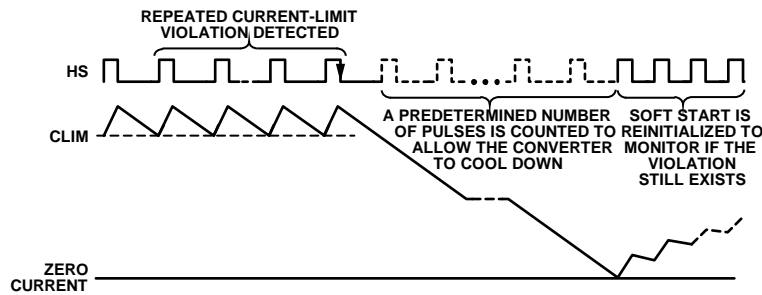 REPEATED CURRENT-LIMIT
VIOLATION DETECTED
HS
CLIM
A PREDETERMINED NUMBER
OF PULSES IS COUNTED TO
ALLOW THE CONVERTER
TO COOL DOWN
SOFT START IS
REINITIALIZED TO
MONITOR IF THE
VIOLATION
STILL EXISTS
ZERO
CURRENT